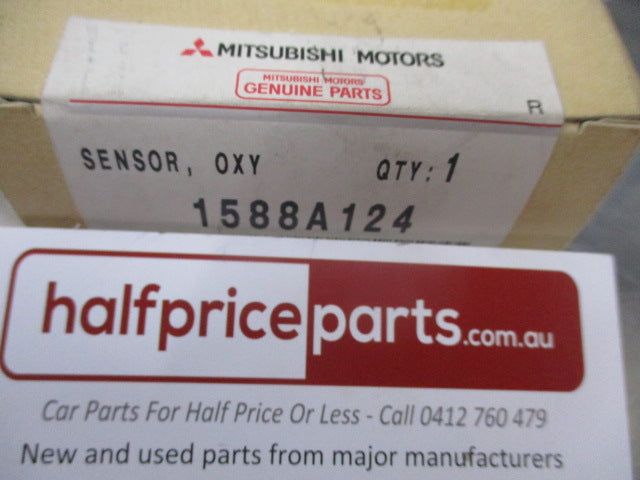 MITSUBISHI MOTORS
MITSUBISHI MOTORS
GENUINE PARTS
R
SENSOR, OXY QTY: 1
1588A124
halfpriceparts.com.au
Car Parts For Half Price Or Less - Call 0412 760 479
New and used parts from major manufacturers